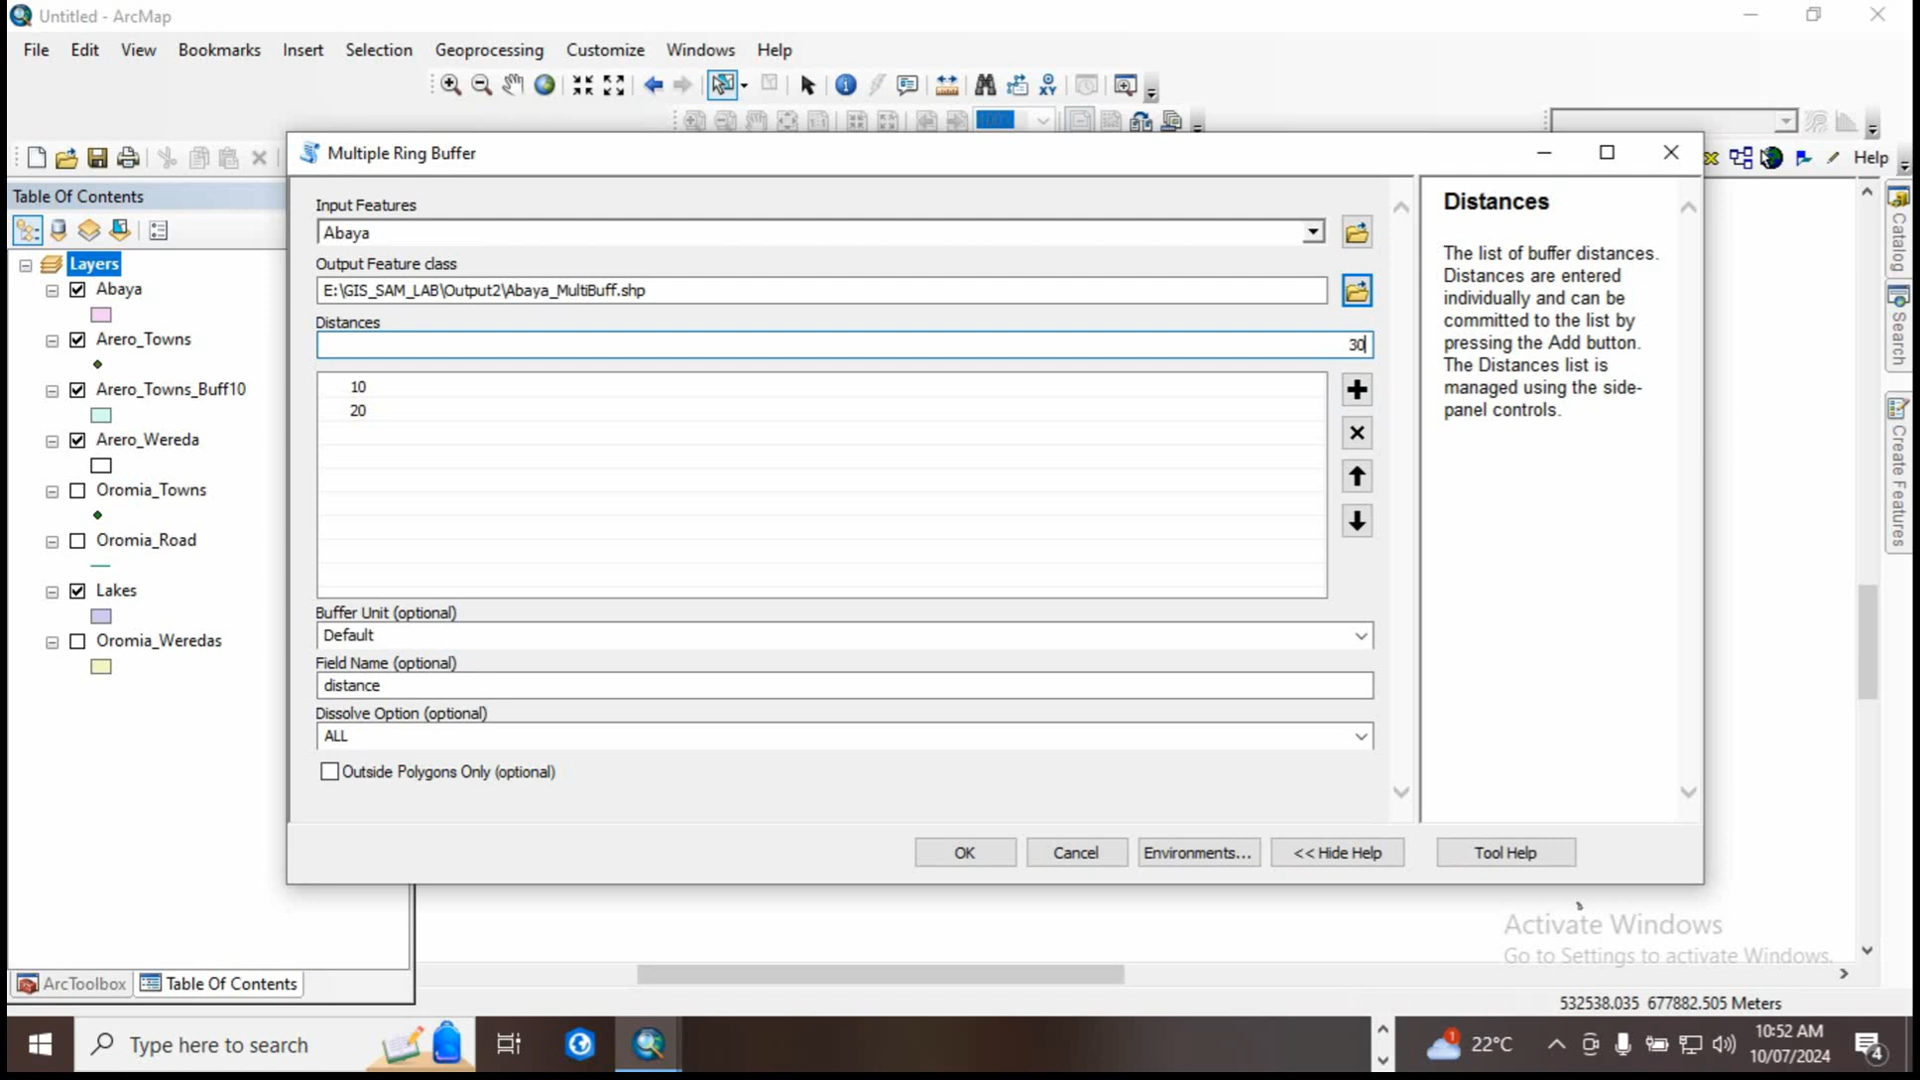 Untitled - ArcMap
File Edit View Bookmarks Insert Selection Geoprocessing Customize Windows Help
Multiple Ring Buffer
Help
Table Of Contents
Layers
Abaya
Arero_Towns
Arero_Towns_Buff10
Arero_Wereda
Oromia_Towns
Oromia_Road
Lakes
Oromia_Weredas
Input Features
Abaya
Output Feature class
E:\GIS_SAM_LAB\Output2\Abaya_MultiBuff.shp
Distances
30
10
20
Buffer Unit (optional)
Default
Field Name (optional)
distance
Dissolve Option (optional)
ALL
Outside Polygons Only (optional)
OK Cancel Environments... << Hide Help Tool Help
Distances
The list of buffer distances.
Distances are entered
individually and can be
committed to the list by
pressing the Add button.
The Distances list is
managed using the side-
panel controls.
Catalog
Search
Create Features
Activate Windows
Go to Settings to activate Windows.
ArcToolbox Table Of Contents
532538.035 677882.505 Meters
Type here to search
1
22°C
10:52 AM
10/07/2024
4